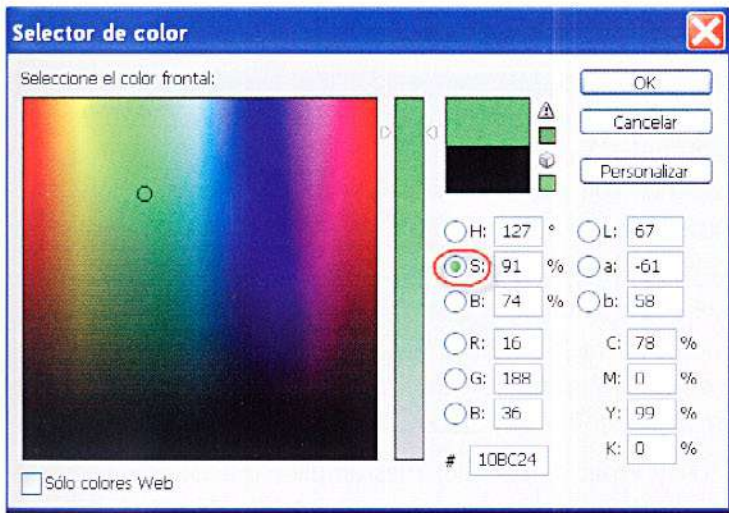 Selector de color
Seleccione el color frontal:
OK
Cancelar
Personalizar
H: 127 °
L: 67
S: 91 %
a: -61
B: 74 %
b: 58
R: 16
C: 78 %
G: 188
M: 0 %
B: 36
Y: 99 %
# 10BC24
K: 0 %
Sólo colores Web